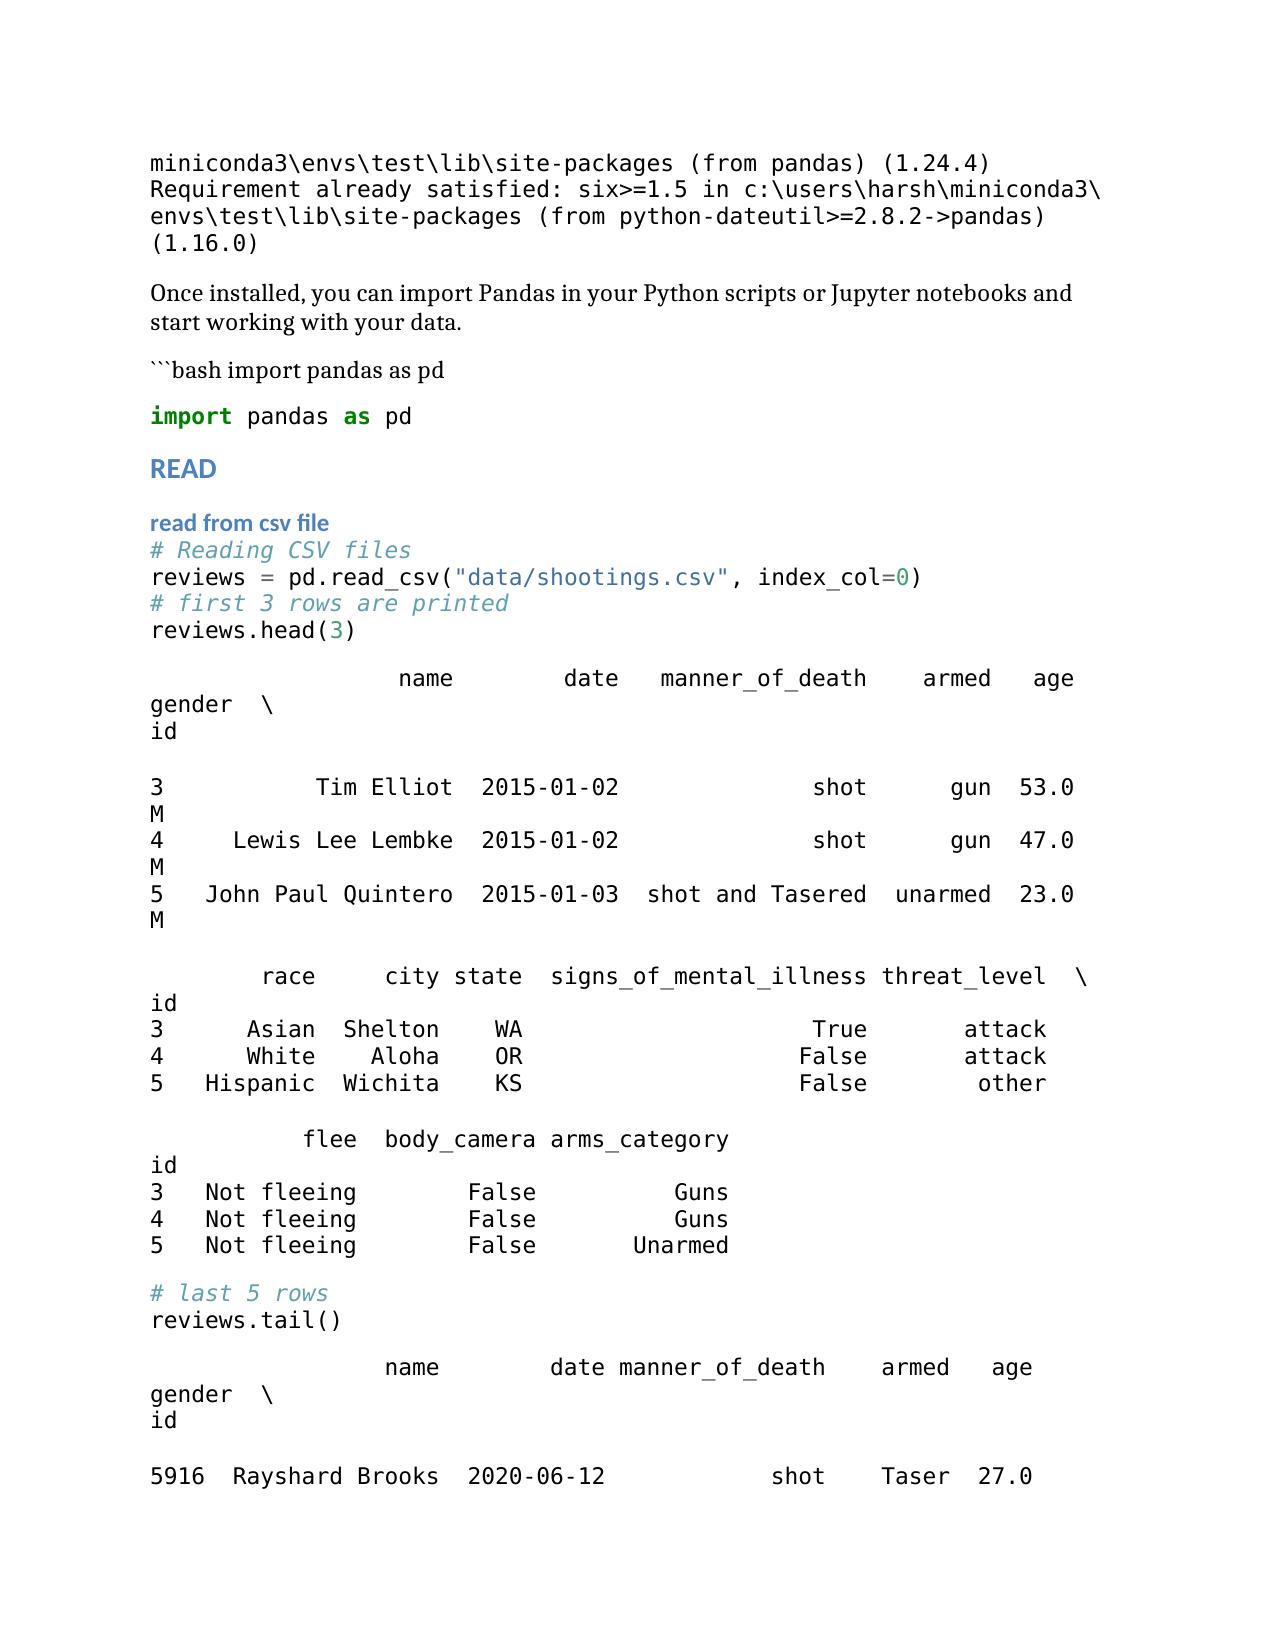 miniconda3\envs\test\lib\site-packages (from pandas) (1.24.4)
Requirement already satisfied: six>=1.5 in c:\users\harsh\miniconda3\
envs\test\lib\site-packages (from python-dateutil>=2.8.2->pandas)
(1.16.0)
Once installed, you can import Pandas in your Python scripts or Jupyter notebooks and
start working with your data.
```bash import pandas as pd
import pandas as pd
READ
read from csv file
# Reading CSV files
reviews = pd.read_csv("data/shootings.csv", index_col=0)
# first 3 rows are printed
reviews.head(3)
                  name        date   manner_of_death    armed   age
gender  \
id
3           Tim Elliot  2015-01-02              shot      gun  53.0
M
4     Lewis Lee Lembke  2015-01-02              shot      gun  47.0
M
5   John Paul Quintero  2015-01-03  shot and Tasered  unarmed  23.0
M
        race     city state  signs_of_mental_illness threat_level  \
id
3      Asian  Shelton    WA                     True       attack
4      White    Aloha    OR                    False       attack
5   Hispanic  Wichita    KS                    False        other
           flee  body_camera arms_category
id
3   Not fleeing        False          Guns
4   Not fleeing        False          Guns
5   Not fleeing        False       Unarmed
# last 5 rows
reviews.tail()
                 name        date manner_of_death    armed   age
gender  \
id
5916  Rayshard Brooks  2020-06-12            shot    Taser  27.0